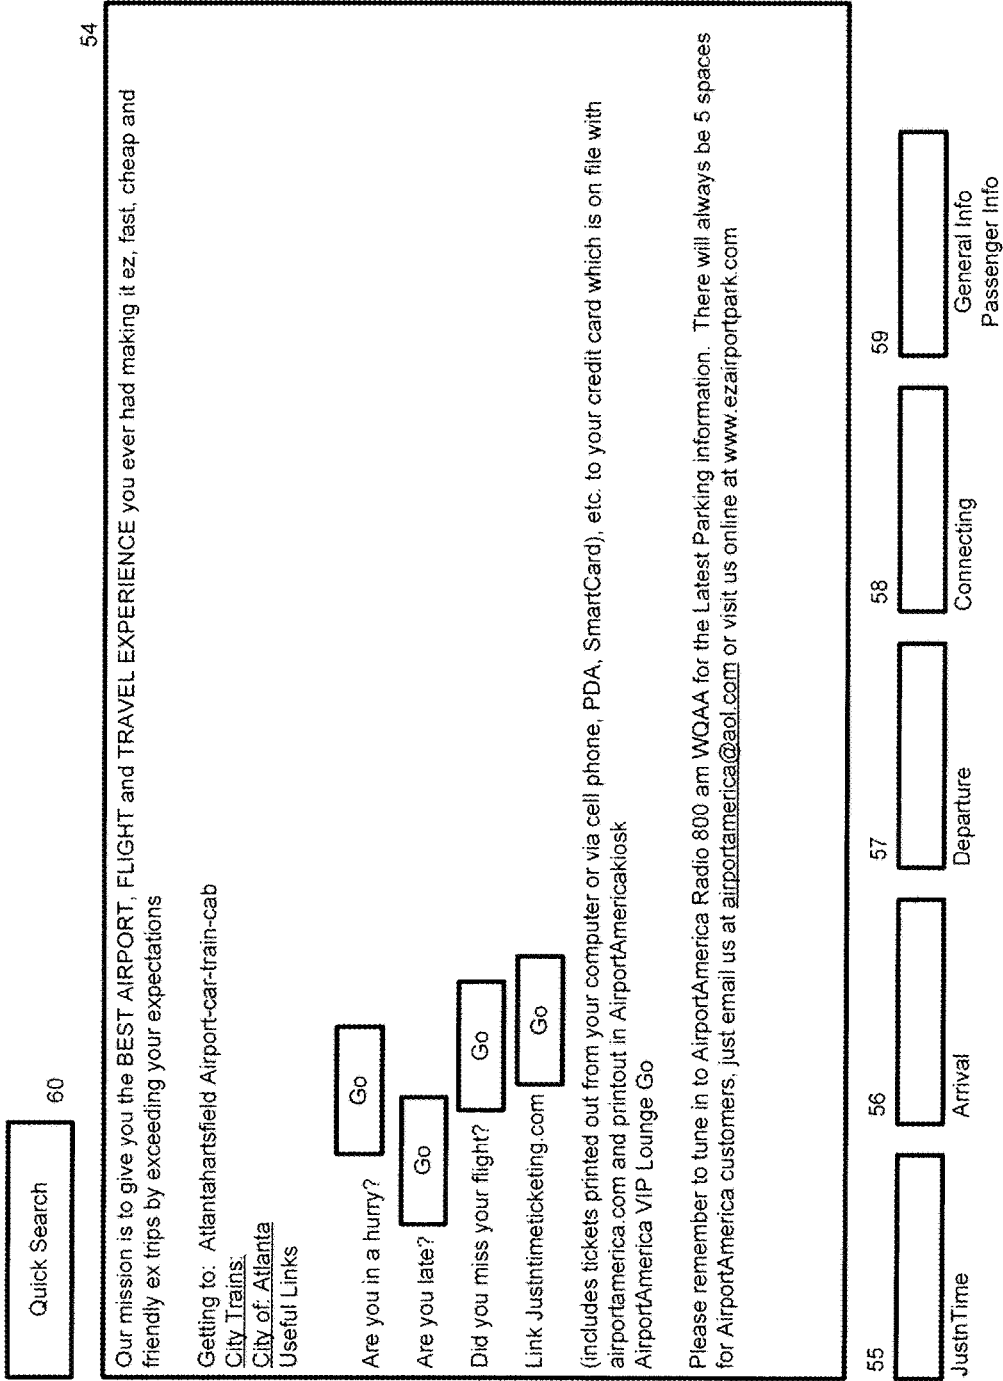 Quick Search
60
54
Our mission is to give you the BEST AIRPORT, FLIGHT and TRAVEL EXPERIENCE you ever had making it ez, fast, cheap and
friendly ex trips by exceeding your expectations
Getting to: Atlantahartsfield Airport-car-train-cab
City Trains:
City of: Atlanta
Useful Links
Are you in a hurry? Go
Are you late? Go
Did you miss your flight? Go
Link Justntimeticketing.com Go
(includes tickets printed out from your computer or via cell phone, PDA, SmartCard), etc. to your credit card which is on file with
airportamerica.com and printout in AirportAmericakiosk
AirportAmerica VIP Lounge Go
Please remember to tune in to AirportAmerica Radio 800 am WQAA for the Latest Parking information. There will always be 5 spaces
for AirportAmerica customers, just email us at airportamerica@aol.com or visit us online at www.ezairportpark.com
55 56 57 58 59
JustnTime Arrival Departure Connecting General Info
Passenger Info